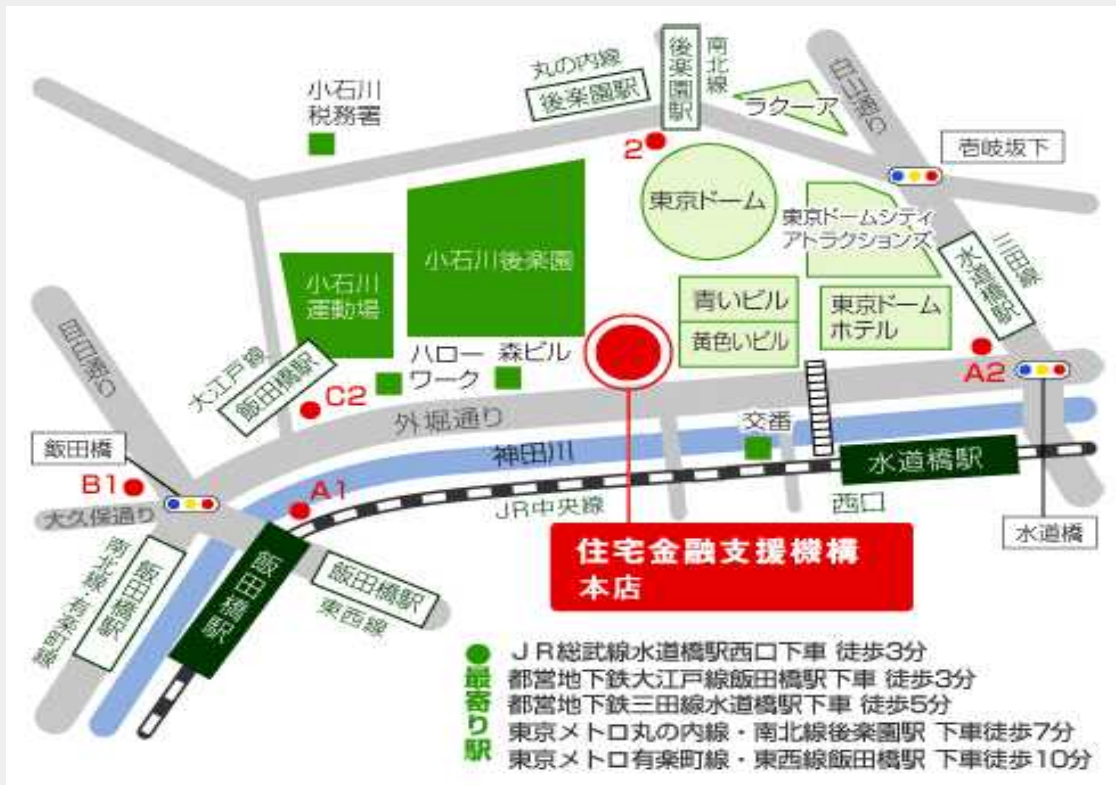 小石川
税務署
丸の内線
後楽園駅
後楽園駅
南北線
ラクーア
白山通り
壱岐坂下
2
東京ドーム
東京ドームシティ
アトラクションズ
三田線
水道橋駅
小石川後楽園
小石川
運動場
青いビル
黄色いビル
東京ドーム
ホテル
目白通り
大江戸線
飯田橋駅
ハロー
ワーク
森ビル
C2
A2
外堀通り
交番
飯田橋
神田川
水道橋駅
B1
A1
大久保通り
JR中央線
西口
水道橋
飯田橋駅
飯田橋駅
東西線
飯田橋駅
南北線・有楽町線
住宅金融支援機構
本店
最寄り駅
JR総武線水道橋駅西口下車 徒歩3分
都営地下鉄大江戸線飯田橋駅下車 徒歩3分
都営地下鉄三田線水道橋駅下車 徒歩5分
東京メトロ丸の内線・南北線後楽園駅 下車徒歩7分
東京メトロ有楽町線・東西線飯田橋駅 下車徒歩10分